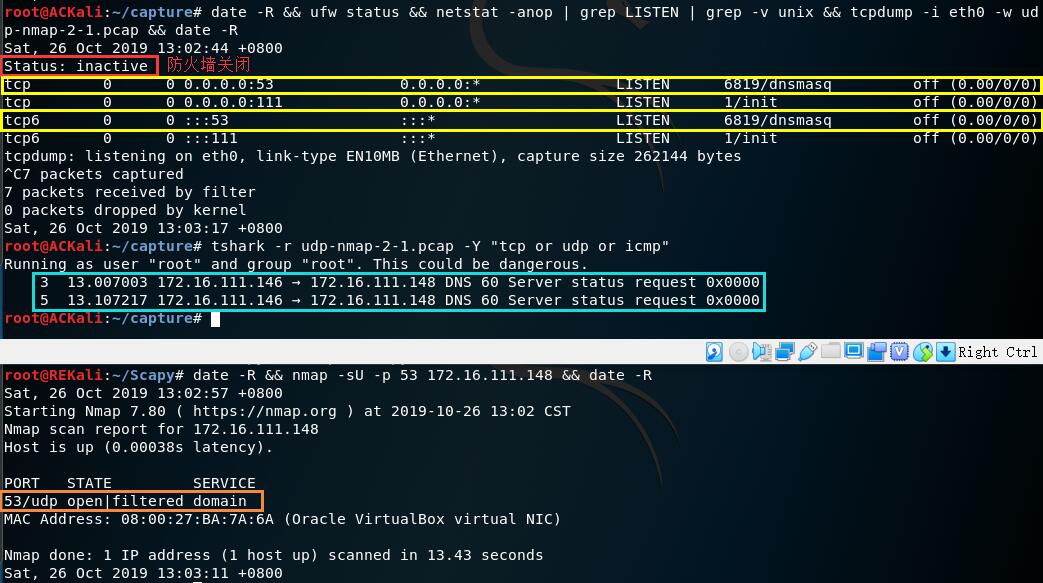 root@ACKali:~/capture# date -R && ufw status && netstat -anop | grep LISTEN | grep -v unix && tcpdump -i eth0 -w ud
p-nmap-2-1.pcap && date -R
Sat, 26 Oct 2019 13:02:44 +0800
Status: inactive 防火墙关闭
tcp 0 0 0.0.0.0:53 0.0.0.0:* LISTEN 6819/dnsmasq off (0.00/0/0)
tcp 0 0 0.0.0.0:111 0.0.0.0:* LISTEN 1/init off (0.00/0/0)
tcp6 0 0 :::53 :::* LISTEN 6819/dnsmasq off (0.00/0/0)
tcp6 0 0 :::111 :::* LISTEN 1/init off (0.00/0/0)
tcpdump: listening on eth0, link-type EN10MB (Ethernet), capture size 262144 bytes
^C7 packets captured
7 packets received by filter
0 packets dropped by kernel
Sat, 26 Oct 2019 13:03:17 +0800
root@ACKali:~/capture# tshark -r udp-nmap-2-1.pcap -Y "tcp or udp or icmp"
Running as user "root" and group "root". This could be dangerous.
3 13.007003 172.16.111.146 → 172.16.111.148 DNS 60 Server status request 0x0000
5 13.107217 172.16.111.146 → 172.16.111.148 DNS 60 Server status request 0x0000
root@ACKali:~/capture#
Right Ctrl
root@REKali:~/Scapy# date -R && nmap -sU -p 53 172.16.111.148 && date -R
Sat, 26 Oct 2019 13:02:57 +0800
Starting Nmap 7.80 ( https://nmap.org ) at 2019-10-26 13:02 CST
Nmap scan report for 172.16.111.148
Host is up (0.00038s latency).
PORT STATE SERVICE
53/udp open|filtered domain
MAC Address: 08:00:27:BA:7A:6A (Oracle VirtualBox virtual NIC)
Nmap done: 1 IP address (1 host up) scanned in 13.43 seconds
Sat, 26 Oct 2019 13:03:11 +0800